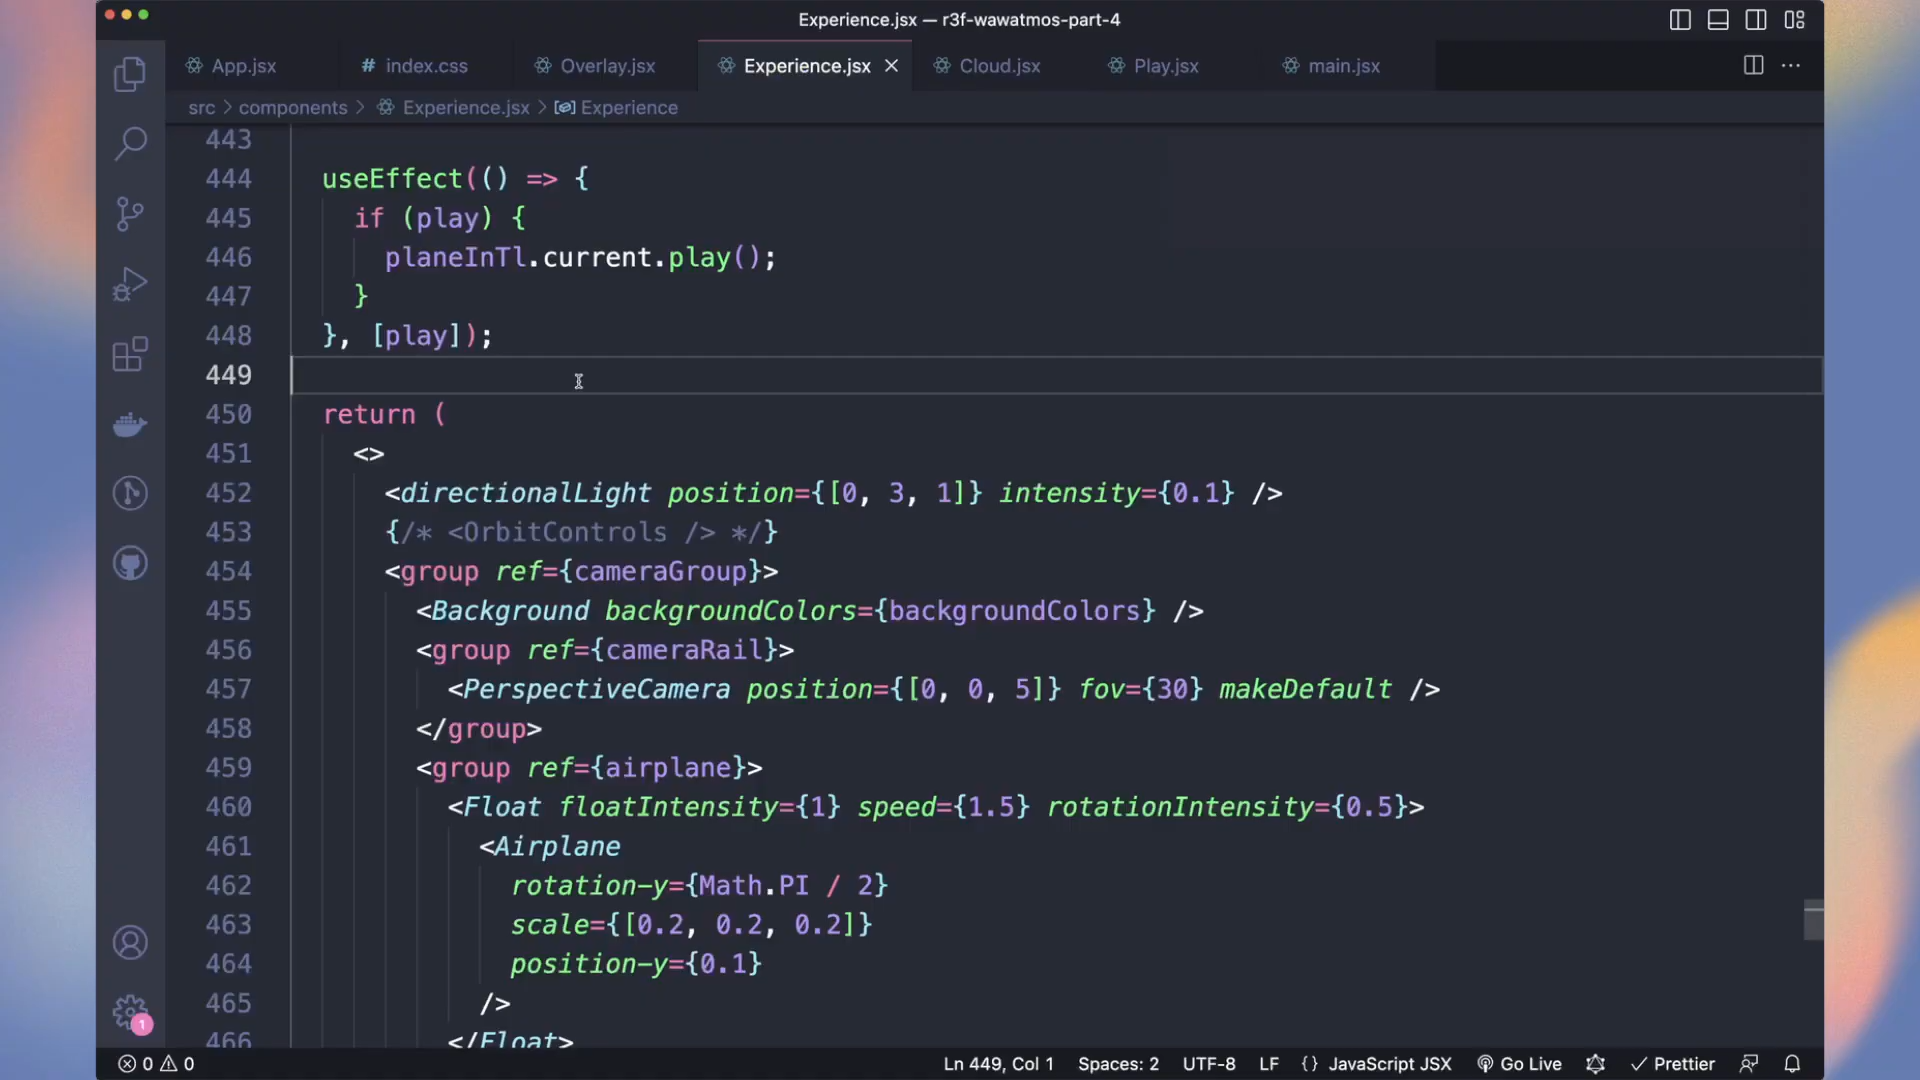 Experience.jsx — r3f-wawatmos-part-4
App.jsx # index.css Overlay.jsx Experience.jsx Cloud.jsx Play.jsx main.jsx
src > components > Experience.jsx > Experience
443
444 useEffect(() => {
445 if (play) {
446 planeInTl.current.play();
447 }
448 }, [play]);
449
450 return (
451 <>
452 <directionalLight position={[0, 3, 1]} intensity={0.1} />
453 {/* <OrbitControls /> */}
454 <group ref={cameraGroup}>
455 <Background backgroundColors={backgroundColors} />
456 <group ref={cameraRail}>
457 <PerspectiveCamera position={[0, 0, 5]} fov={30} makeDefault />
458 </group>
459 <group ref={airplane}>
460 <Float floatIntensity={1} speed={1.5} rotationIntensity={0.5}>
461 <Airplane
462 rotation-y={Math.PI / 2}
463 scale={[0.2, 0.2, 0.2]}
464 position-y={0.1}
465 />
466 </Float>
1
0 0 Ln 449, Col 1 Spaces: 2 UTF-8 LF {} JavaScript JSX Go Live Prettier